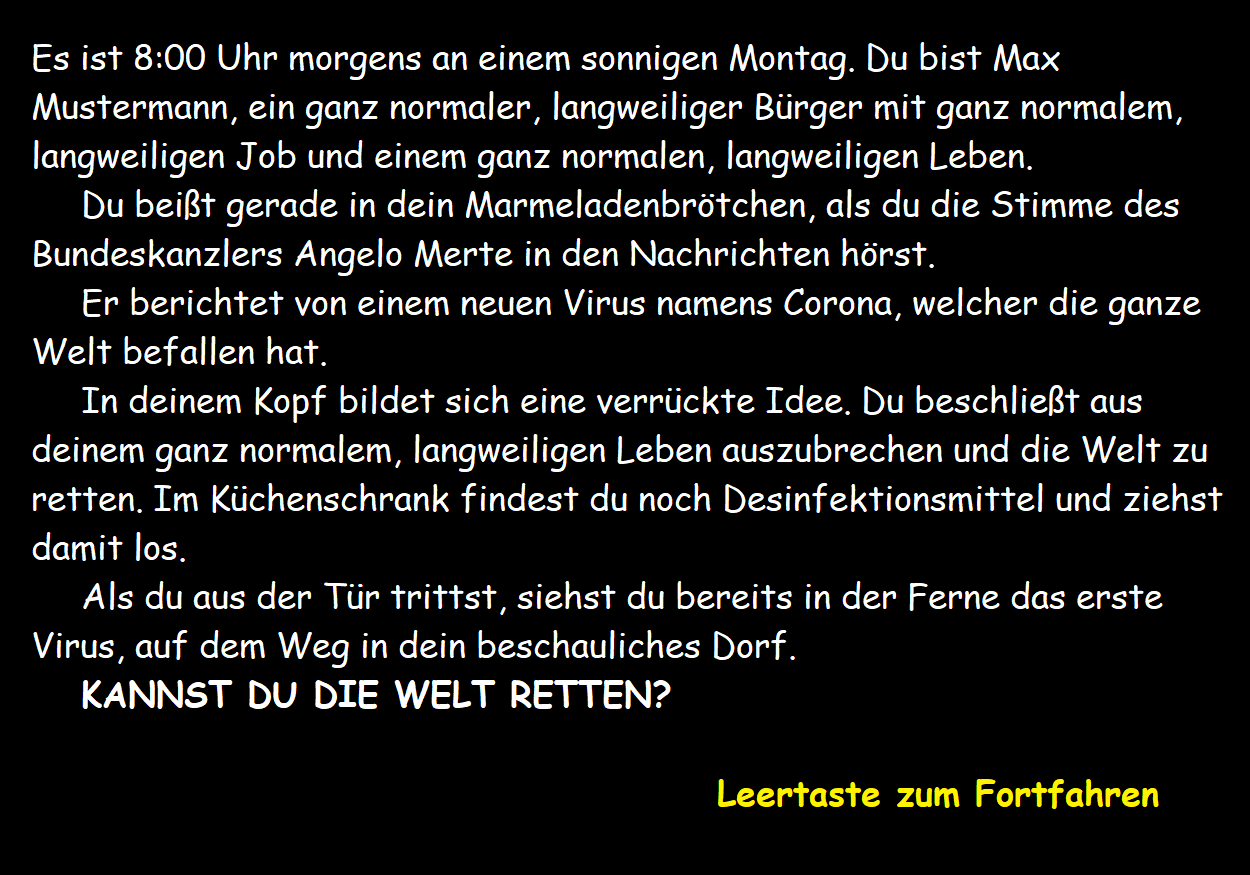 Es ist 8:00 Uhr morgens an einem sonnigen Montag. Du bist Max
Mustermann, ein ganz normaler, langweiliger Bürger mit ganz normalem,
langweiligen Job und einem ganz normalen, langweiligen Leben.
Du beißt gerade in dein Marmeladenbrötchen, als du die Stimme des
Bundeskanzlers Angelo Merte in den Nachrichten hörst.
Er berichtet von einem neuen Virus namens Corona, welcher die ganze
Welt befallen hat.
In deinem Kopf bildet sich eine verrückte Idee. Du beschließt aus
deinem ganz normalem, langweiligen Leben auszubrechen und die Welt zu
retten. Im Küchenschrank findest du noch Desinfektionsmittel und ziehst
damit los.
Als du aus der Tür trittst, siehst du bereits in der Ferne das erste
Virus, auf dem Weg in dein beschauliches Dorf.
KANNST DU DIE WELT RETTEN?
Leertaste zum Fortfahren